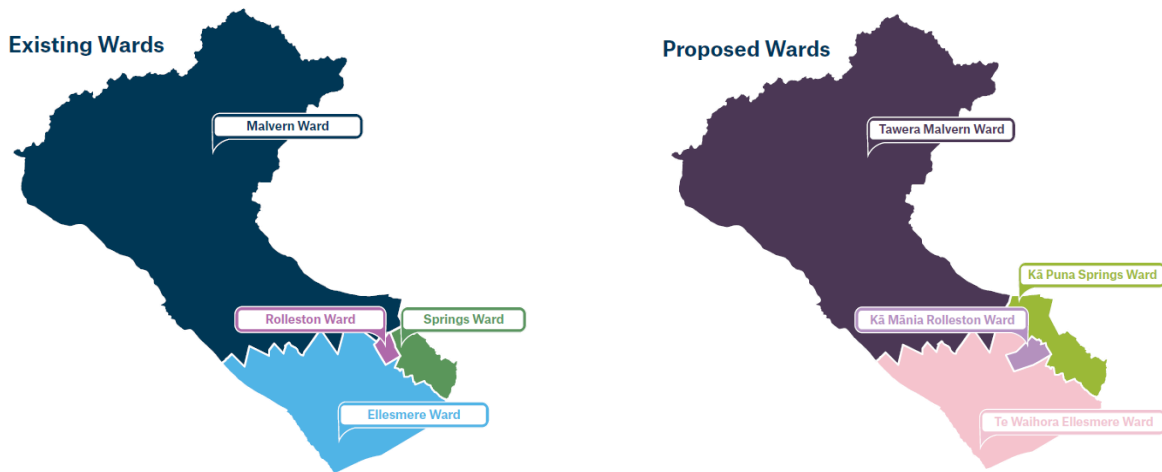 Existing Wards
Malvern Ward
Rolleston Ward
Springs Ward
Ellesmere Ward
Proposed Wards
Tawera Malvern Ward
Kā Puna Springs Ward
Kā Mānia Rolleston Ward
Te Waihora Ellesmere Ward